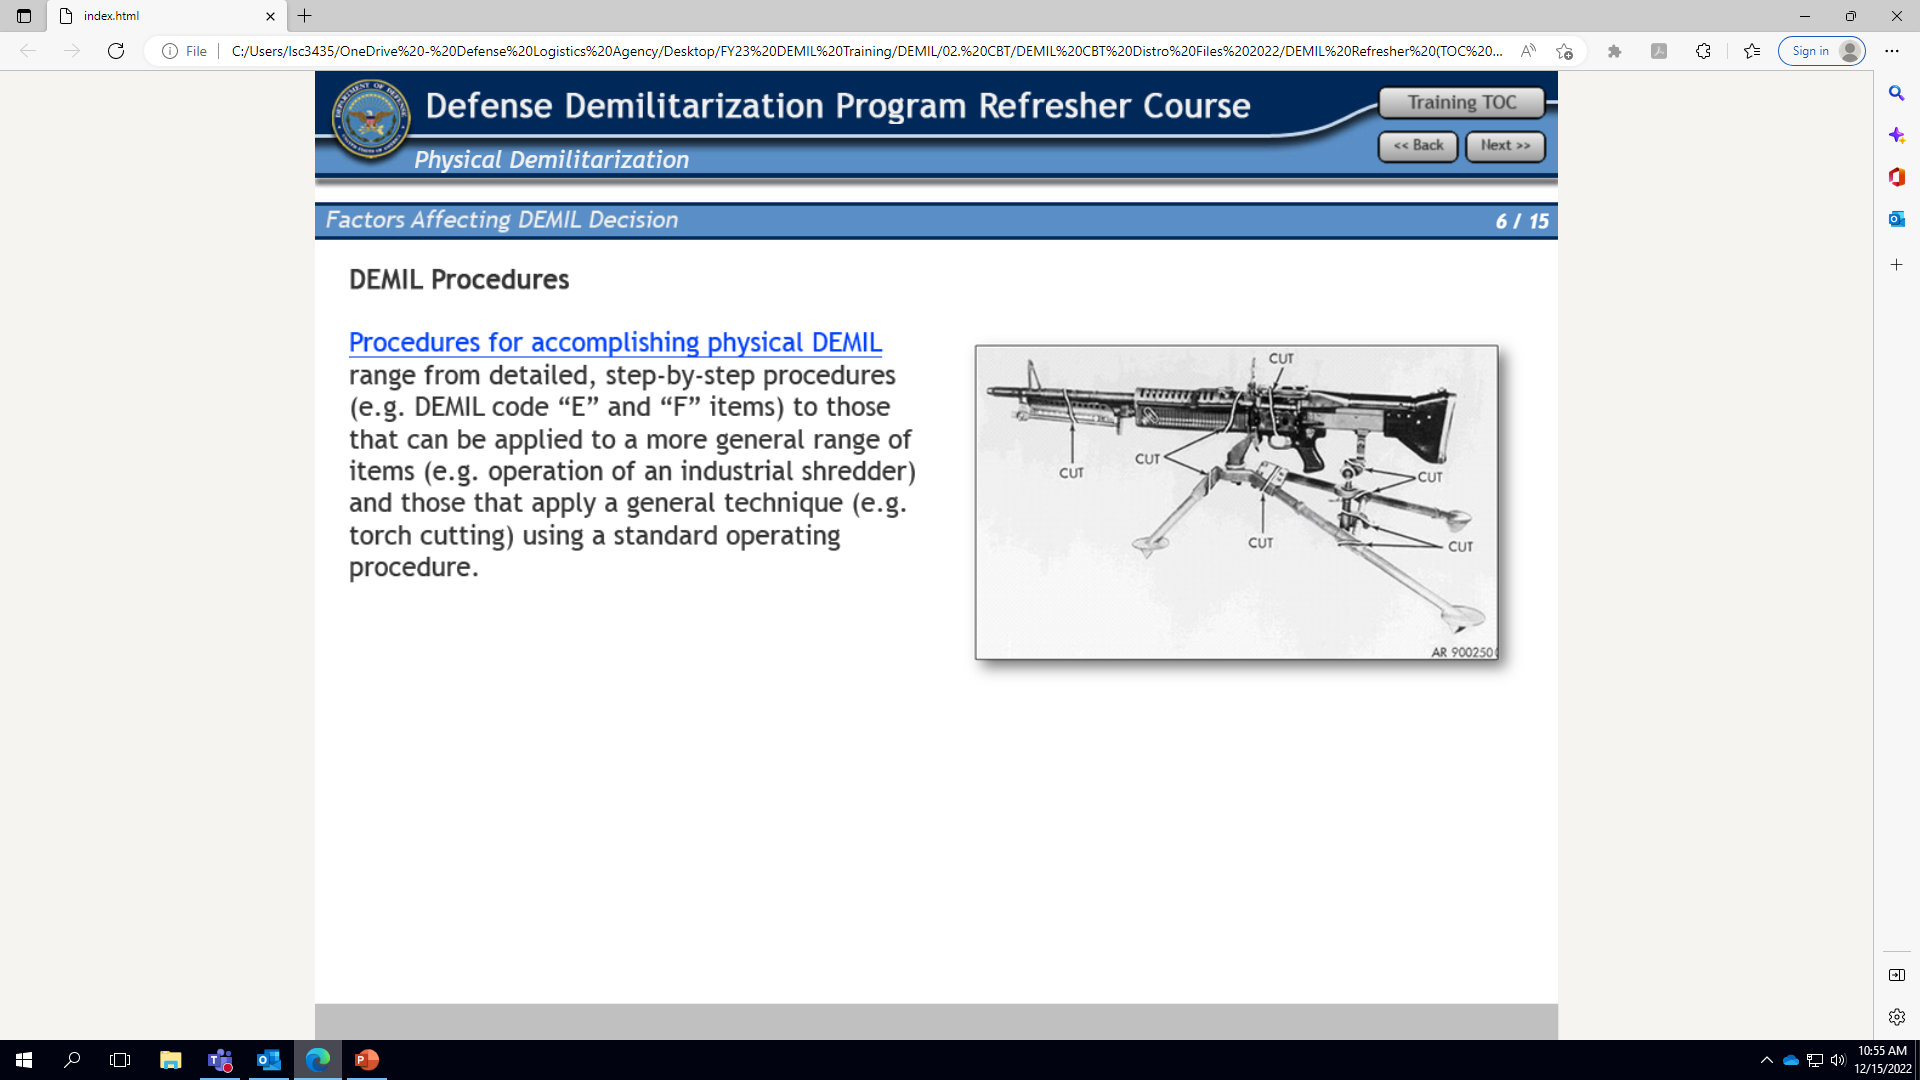 index.html
File
C:/Users/lsc3435/OneDrive%20-%20Defense%20Logistics%20Agency/Desktop/FY23%20DEMIL%20Training/DEMIL/02.%20CBT/DEMIL%20CBT%20Distro%20Files%202022/DEMIL%20Refresher%20(TOC%20...
Sign in
Defense Demilitarization Program Refresher Course
Training TOC
<< Back
Next >>
Physical Demilitarization
Factors Affecting DEMIL Decision
6 / 15
DEMIL Procedures
Procedures for accomplishing physical DEMIL
range from detailed, step-by-step procedures
(e.g. DEMIL code “E” and “F” items) to those
that can be applied to a more general range of
items (e.g. operation of an industrial shredder)
and those that apply a general technique (e.g.
torch cutting) using a standard operating
procedure.
CUT
CUT
CUT
CUT
CUT
CUT
AR 900250
10:55 AM
12/15/2022